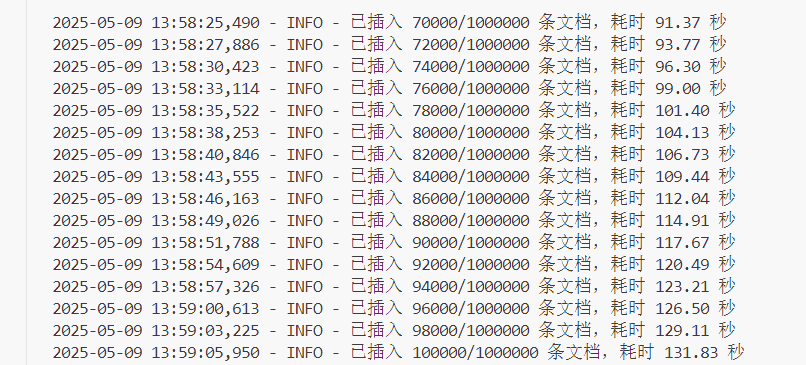 2025-05-09 13:58:25,490 - INFO - 已插入 70000/1000000 条文档，耗时 91.37 秒
2025-05-09 13:58:27,886 - INFO - 已插入 72000/1000000 条文档，耗时 93.77 秒
2025-05-09 13:58:30,423 - INFO - 已插入 74000/1000000 条文档，耗时 96.30 秒
2025-05-09 13:58:33,114 - INFO - 已插入 76000/1000000 条文档，耗时 99.00 秒
2025-05-09 13:58:35,522 - INFO - 已插入 78000/1000000 条文档，耗时 101.40 秒
2025-05-09 13:58:38,253 - INFO - 已插入 80000/1000000 条文档，耗时 104.13 秒
2025-05-09 13:58:40,846 - INFO - 已插入 82000/1000000 条文档，耗时 106.73 秒
2025-05-09 13:58:43,555 - INFO - 已插入 84000/1000000 条文档，耗时 109.44 秒
2025-05-09 13:58:46,163 - INFO - 已插入 86000/1000000 条文档，耗时 112.04 秒
2025-05-09 13:58:49,026 - INFO - 已插入 88000/1000000 条文档，耗时 114.91 秒
2025-05-09 13:58:51,788 - INFO - 已插入 90000/1000000 条文档，耗时 117.67 秒
2025-05-09 13:58:54,609 - INFO - 已插入 92000/1000000 条文档，耗时 120.49 秒
2025-05-09 13:58:57,326 - INFO - 已插入 94000/1000000 条文档，耗时 123.21 秒
2025-05-09 13:59:00,613 - INFO - 已插入 96000/1000000 条文档，耗时 126.50 秒
2025-05-09 13:59:03,225 - INFO - 已插入 98000/1000000 条文档，耗时 129.11 秒
2025-05-09 13:59:05,950 - INFO - 已插入 100000/1000000 条文档，耗时 131.83 秒